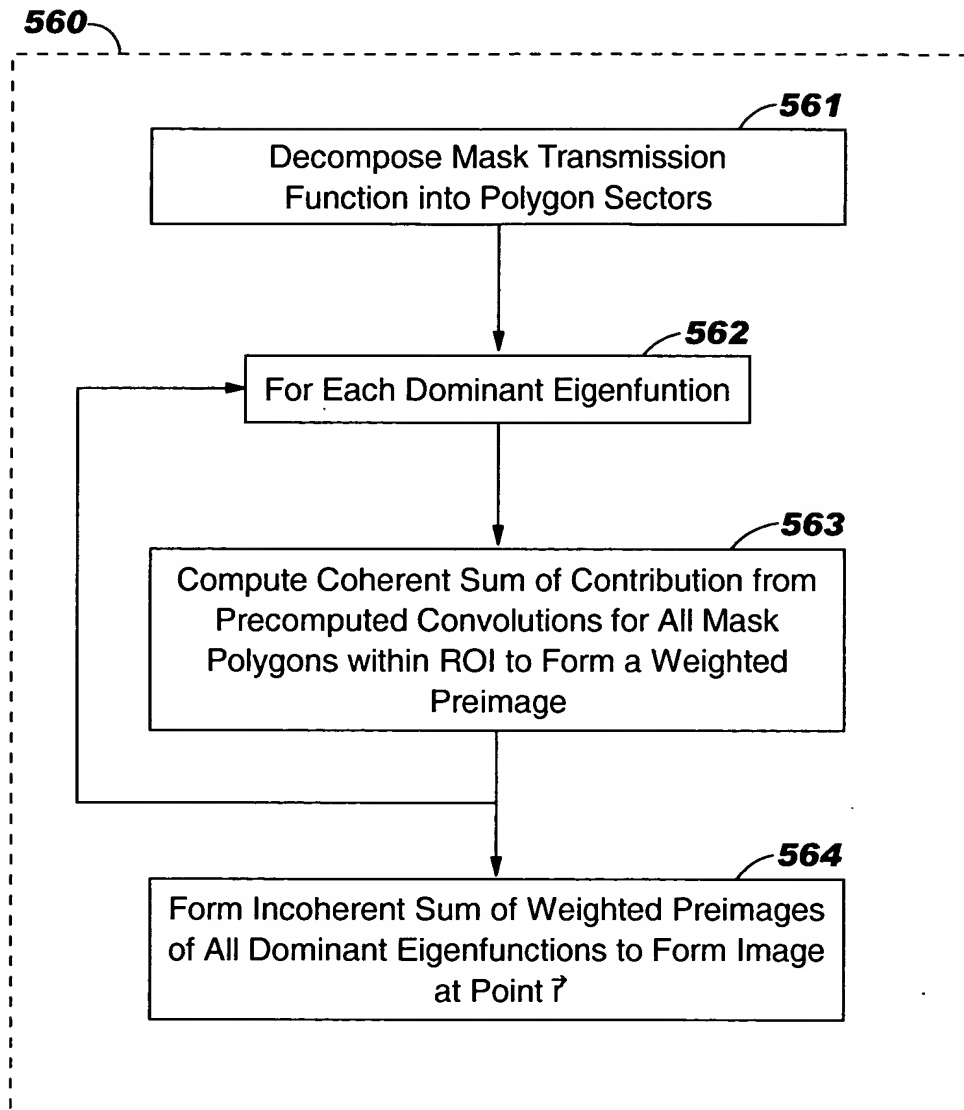 560
561
Decompose Mask Transmission
Function into Polygon Sectors
562
For Each Dominant Eigenfuntion
563
Compute Coherent Sum of Contribution from
Precomputed Convolutions for All Mask
Polygons within ROI to Form a Weighted
Preimage
564
Form Incoherent Sum of Weighted Preimages
of All Dominant Eigenfunctions to Form Image
at Point r⃗